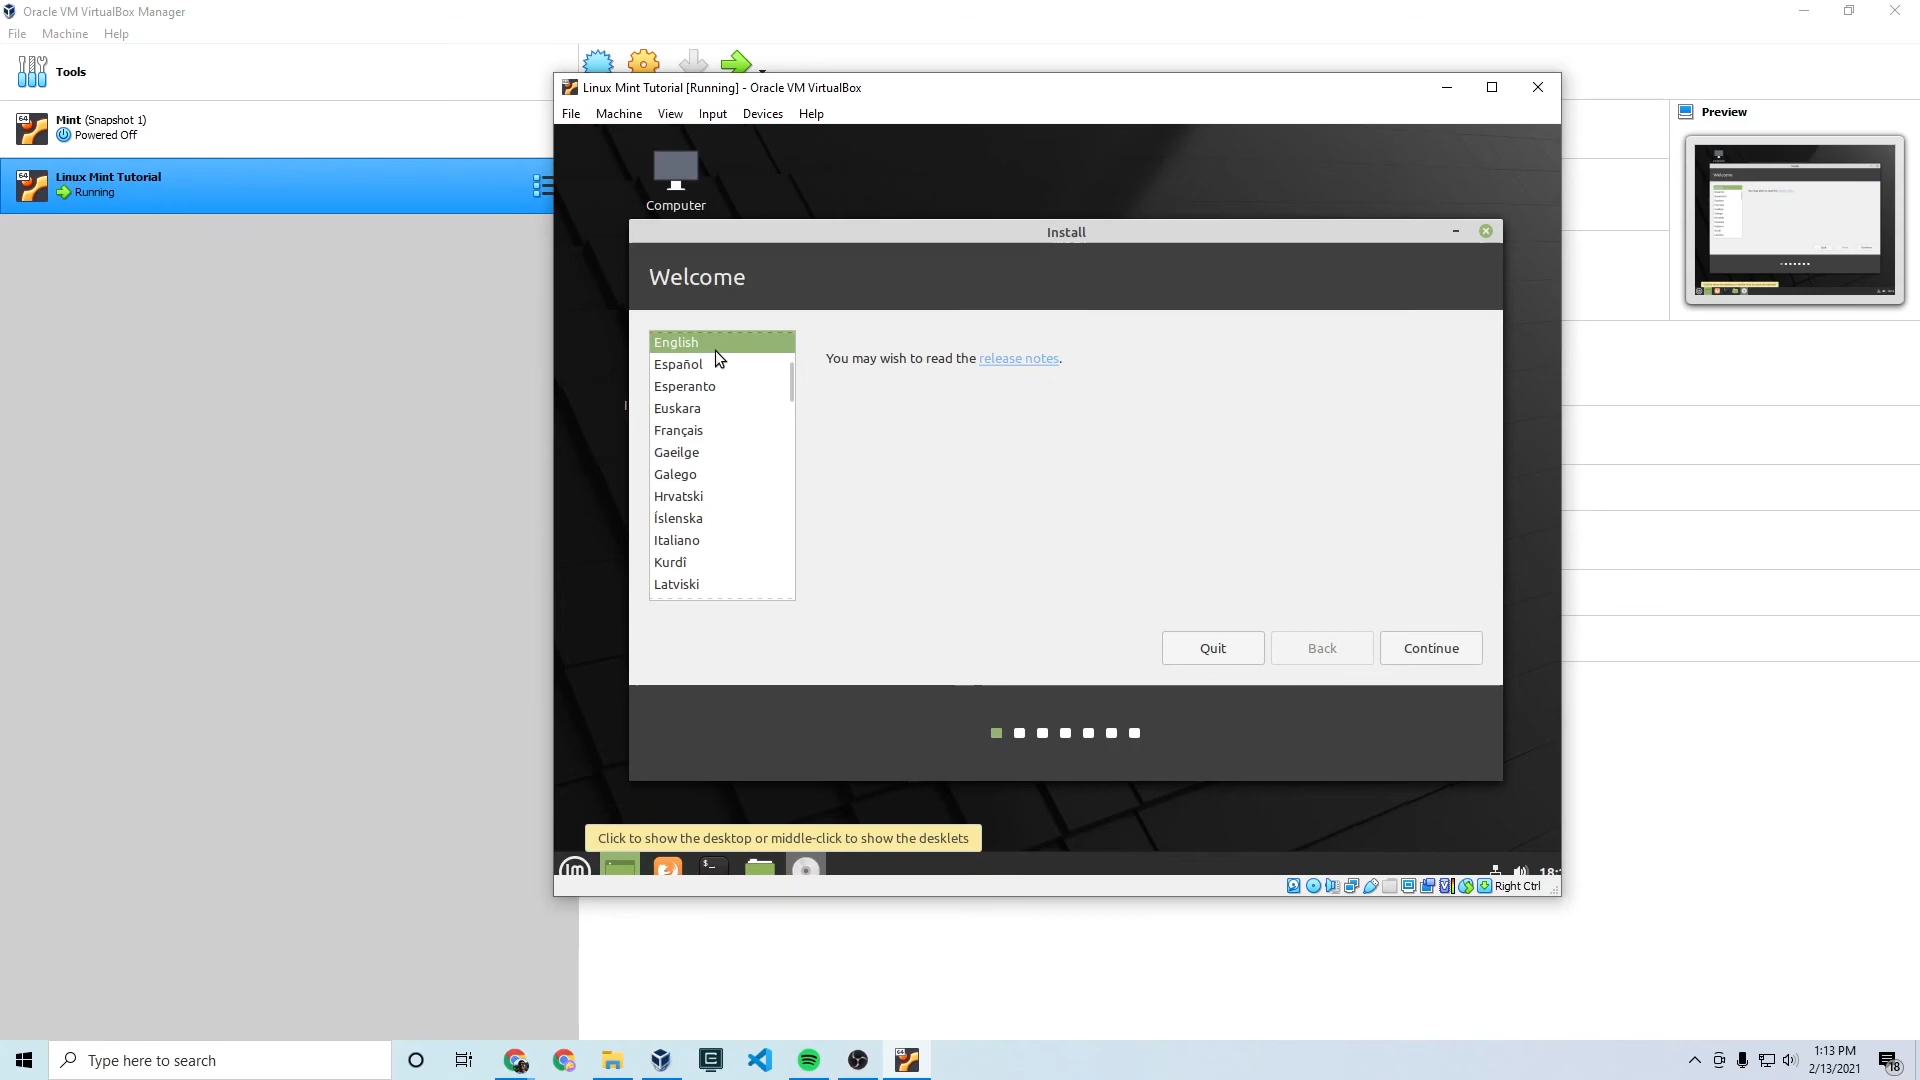 Oracle VM VirtualBox Manager
File Machine Help
Tools
Mint (Snapshot 1)
Powered Off
Linux Mint Tutorial
Running
Linux Mint Tutorial [Running] - Oracle VM VirtualBox
File Machine View Input Devices Help
Preview
Computer
Install
Welcome
English
Español
Esperanto
Euskara
Français
Gaeilge
Galego
Hrvatski
Íslenska
Italiano
Kurdî
Latviski
You may wish to read the release notes.
Quit Back Continue
Click to show the desktop or middle-click to show the desklets
Right Ctrl
Type here to search
1:13 PM
2/13/2021
18